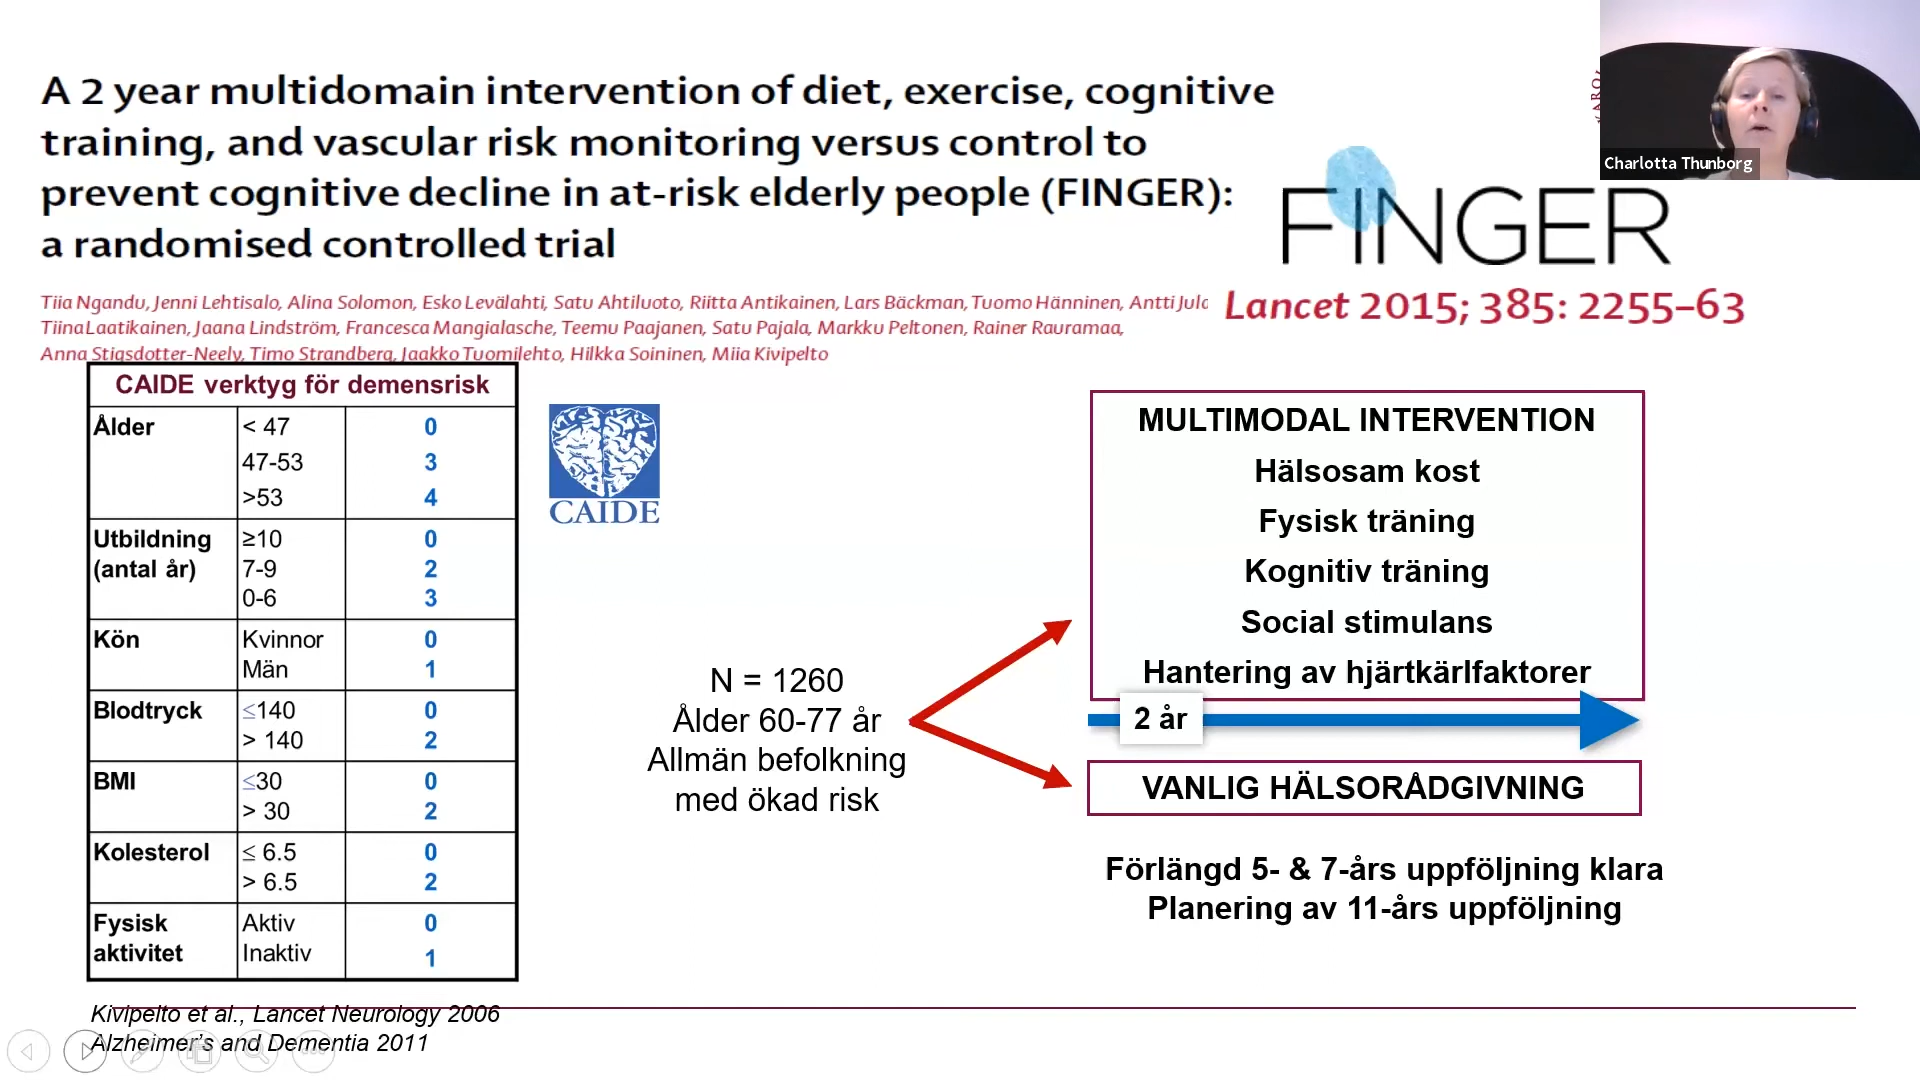 A 2 year multidomain intervention of diet, exercise, cognitive
training, and vascular risk monitoring versus control to
prevent cognitive decline in at-risk elderly people (FINGER):
a randomised controlled trial
Tiia Ngandu, Jenni Lehtisalo, Alina Solomon, Esko Levälahti, Satu Ahtiluoto, Riitta Antikainen, Lars Bäckman, Tuomo Hänninen, Antti
Tiina Laatikainen, Jaana Lindström, Francesca Mangialasche, Teemu Paajanen, Satu Pajala, Markku Peltonen, Rainer Rauramaa,
Anna Stigsdotter-Neely, Timo Strandberg, Jaakko Tuomilehto, Hilkka Soininen, Miia Kivipelto
Charlotta Thunborg
FINGER
Lancet 2015; 385: 2255–63
CAIDE verktyg för demensrisk
Ålder < 47 0
47-53 3
>53 4
Utbildning ≥10 0
(antal år) 7-9 2
0-6 3
Kön Kvinnor 0
Män 1
Blodtryck ≤140 0
> 140 2
BMI ≤30 0
> 30 2
Kolesterol ≤ 6.5 0
> 6.5 2
Fysisk Aktiv 0
aktivitet Inaktiv 1
CAIDE
N = 1260
Ålder 60-77 år
Allmän befolkning
med ökad risk
MULTIMODAL INTERVENTION
Hälsosam kost
Fysisk träning
Kognitiv träning
Social stimulans
Hantering av hjärtkärlfaktorer
2 år
VANLIG HÄLSORÅDGIVNING
Förlängd 5- & 7-års uppföljning klara
Planering av 11-års uppföljning
Kivipelto et al., Lancet Neurology 2006
Alzheimer's and Dementia 2011